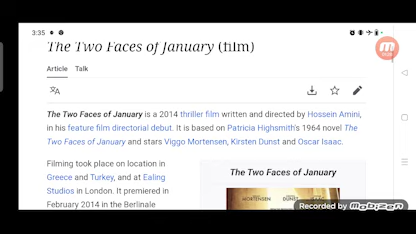 3:35
The Two Faces of January (film)
Article Talk
The Two Faces of January is a 2014 thriller film written and directed by Hossein Amini,
in his feature film directorial debut. It is based on Patricia Highsmith's 1964 novel The
Two Faces of January and stars Viggo Mortensen, Kirsten Dunst and Oscar Isaac.
Filming took place on location in
Greece and Turkey, and at Ealing
Studios in London. It premiered in
February 2014 in the Berlinale
The Two Faces of January
MORTENSEN DUNST ISAAC
Recorded by Mobizen